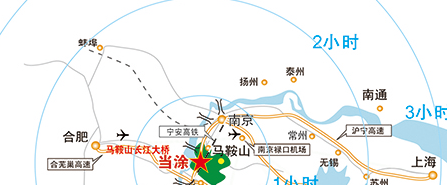 蚌埠
2小时
扬州
泰州
南通
3小时
宁安高铁
南京
沪宁高速
合肥
马鞍山长江大桥
当涂
马鞍山
南京禄口机场
常州
无锡
上海
合芜巢高速
1小时
苏州